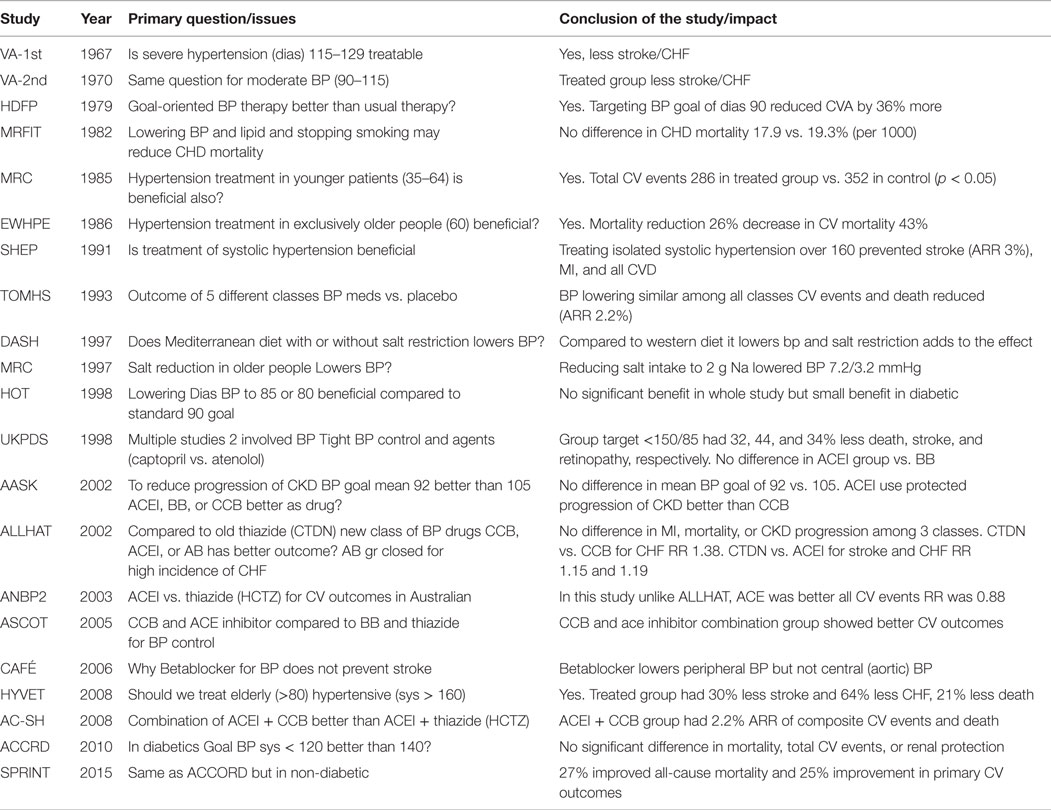 Study Year Primary question/issues Conclusion of the study/impact
VA-1st 1967 Is severe hypertension (dias) 115–129 treatable Yes, less stroke/CHF
VA-2nd 1970 Same question for moderate BP (90–115) Treated group less stroke/CHF
HDFP 1979 Goal-oriented BP therapy better than usual therapy? Yes. Targeting BP goal of dias 90 reduced CVA by 36% more
MRFIT 1982 Lowering BP and lipid and stopping smoking may No difference in CHD mortality 17.9 vs. 19.3% (per 1000)
reduce CHD mortality
MRC 1985 Hypertension treatment in younger patients (35–64) is Yes. Total CV events 286 in treated group vs. 352 in control (p < 0.05)
beneficial also?
EWHPE 1986 Hypertension treatment in exclusively older people (60) beneficial? Yes. Mortality reduction 26% decrease in CV mortality 43%
SHEP 1991 Is treatment of systolic hypertension beneficial Treating isolated systolic hypertension over 160 prevented stroke (ARR 3%),
MI, and all CVD
TOMHS 1993 Outcome of 5 different classes BP meds vs. placebo BP lowering similar among all classes CV events and death reduced
(ARR 2.2%)
DASH 1997 Does Mediterranean diet with or without salt restriction lowers BP? Compared to western diet it lowers bp and salt restriction adds to the effect
MRC 1997 Salt reduction in older people Lowers BP? Reducing salt intake to 2 g Na lowered BP 7.2/3.2 mmHg
HOT 1998 Lowering Dias BP to 85 or 80 beneficial compared to No significant benefit in whole study but small benefit in diabetic
standard 90 goal
UKPDS 1998 Multiple studies 2 involved BP Tight BP control and agents Group target <150/85 had 32, 44, and 34% less death, stroke, and
(captopril vs. atenolol) retinopathy, respectively. No difference in ACEI group vs. BB
AASK 2002 To reduce progression of CKD BP goal mean 92 better than 105 No difference in mean BP goal of 92 vs. 105. ACEI use protected
ACEI, BB, or CCB better as drug? progression of CKD better than CCB
ALLHAT 2002 Compared to old thiazide (CTDN) new class of BP drugs CCB, No difference in MI, mortality, or CKD progression among 3 classes. CTDN
ACEI, or AB has better outcome? AB gr closed for vs. CCB for CHF RR 1.38. CTDN vs. ACEI for stroke and CHF RR
high incidence of CHF 1.15 and 1.19
ANBP2 2003 ACEI vs. thiazide (HCTZ) for CV outcomes in Australian In this study unlike ALLHAT, ACE was better all CV events RR was 0.88
ASCOT 2005 CCB and ACE inhibitor compared to BB and thiazide CCB and ace inhibitor combination group showed better CV outcomes
for BP control
CAFÉ 2006 Why Betablocker for BP does not prevent stroke Betablocker lowers peripheral BP but not central (aortic) BP
HYVET 2008 Should we treat elderly (>80) hypertensive (sys > 160) Yes. Treated group had 30% less stroke and 64% less CHF, 21% less death
AC-SH 2008 Combination of ACEI + CCB better than ACEI + thiazide (HCTZ) ACEI + CCB group had 2.2% ARR of composite CV events and death
ACCRD 2010 In diabetics Goal BP sys < 120 better than 140? No significant difference in mortality, total CV events, or renal protection
SPRINT 2015 Same as ACCORD but in non-diabetic 27% improved all-cause mortality and 25% improvement in primary CV
outcomes